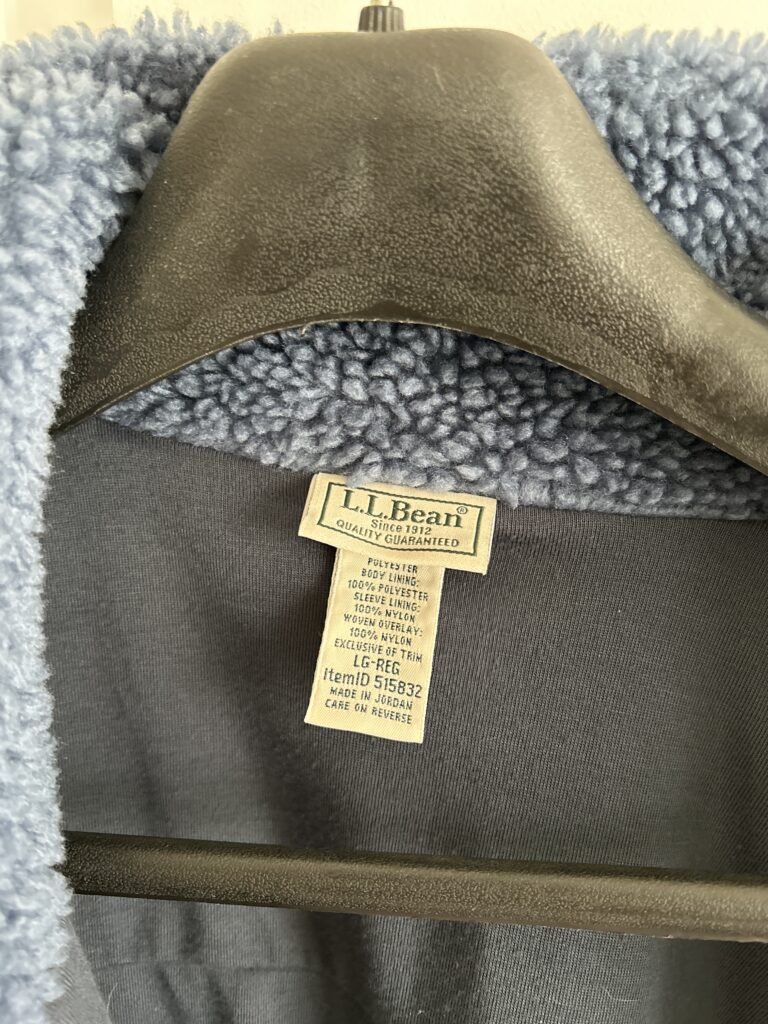 L.L.Bean®
Since 1912
QUALITY GUARANTEED
POLYESTER
BODY LINING:
100% POLYESTER
SLEEVE LINING:
100% NYLON
WOVEN OVERLAY:
100% NYLON
EXCLUSIVE OF TRIM
LG-REG
ItemID 515832
MADE IN JORDAN
CARE ON REVERSE